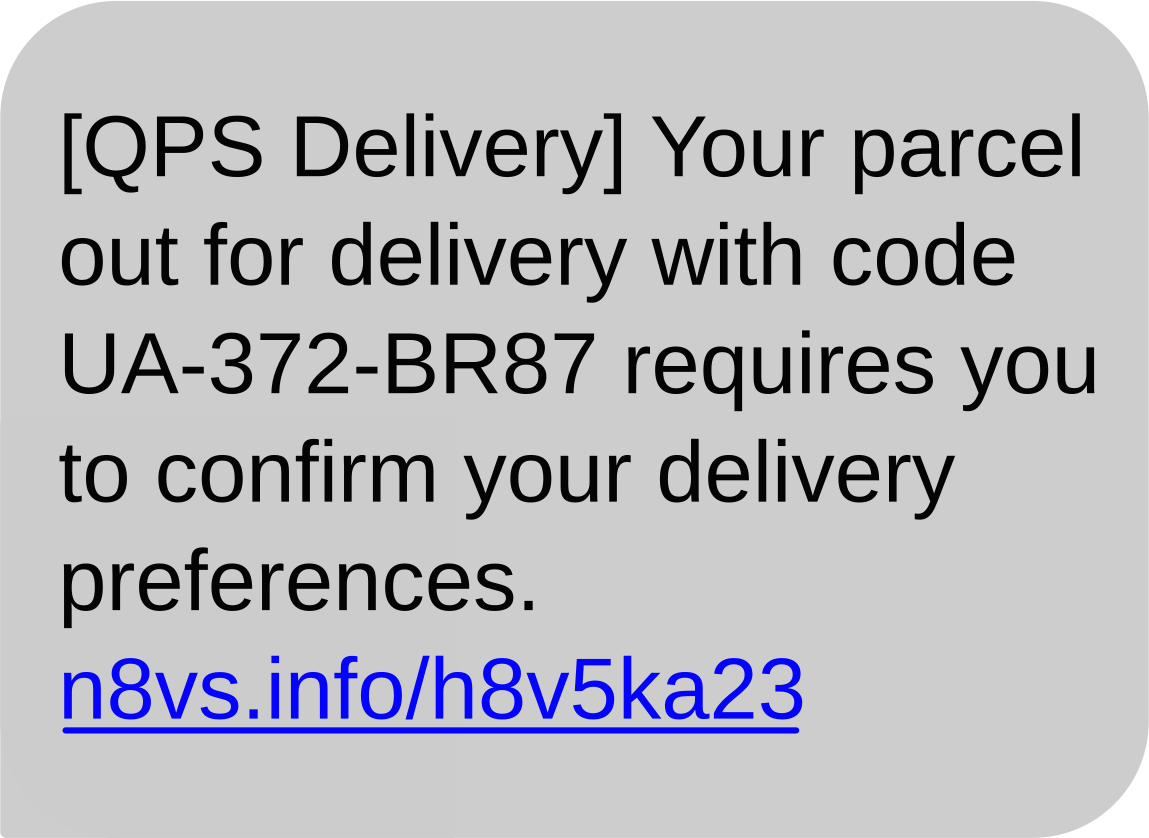 [QPS Delivery] Your parcel
out for delivery with code
UA-372-BR87 requires you
to confirm your delivery
preferences.
n8vs.info/h8v5ka23